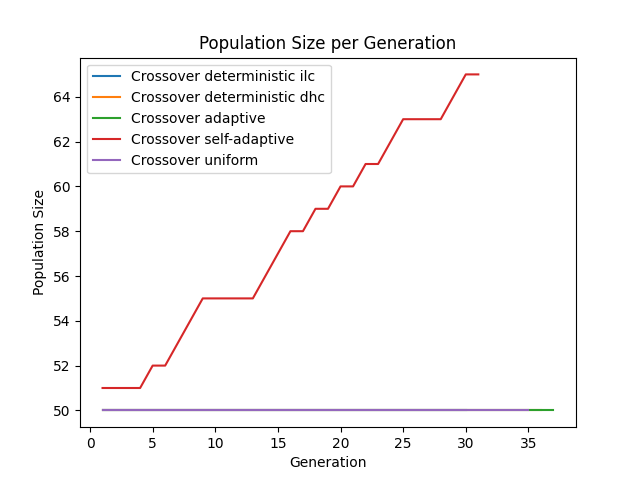 Population Size per Generation
Crossover deterministic ilc
Crossover deterministic dhc
Crossover adaptive
Crossover self-adaptive
Crossover uniform
Population Size
64
62
60
58
56
54
52
50
0 5 10 15 20 25 30 35
Generation